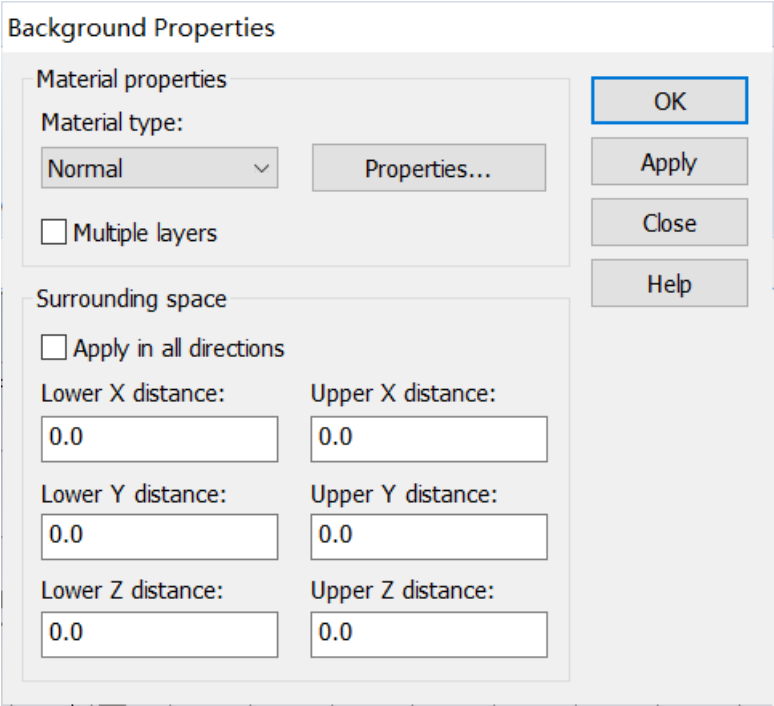 Background Properties
Material properties
Material type:
Normal
Properties...
Multiple layers
Surrounding space
Apply in all directions
Lower X distance:
Upper X distance:
0.0
0.0
Lower Y distance:
Upper Y distance:
0.0
0.0
Lower Z distance:
Upper Z distance:
0.0
0.0
OK
Apply
Close
Help